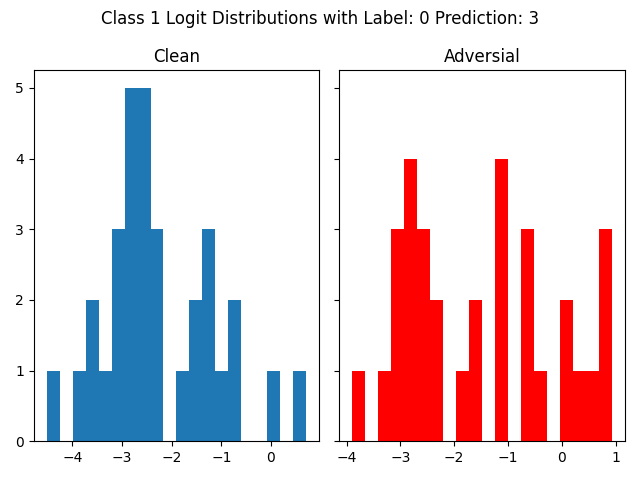 Class 1 Logit Distributions with Label: 0 Prediction: 3
Clean
Adversial
5
4
3
2
1
0
−4 −3 −2 −1 0
−4 −3 −2 −1 0 1